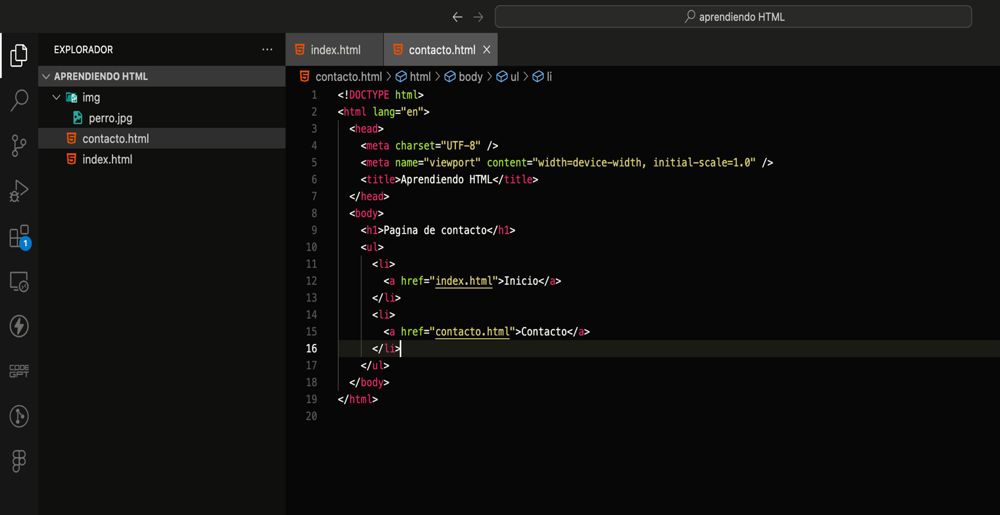 aprendiendo HTML
EXPLORADOR
index.html
contacto.html
APRENDIENDO HTML
contacto.html > html > body > ul > li
img
perro.jpg
contacto.html
index.html
1
CODE
GPT
1 <!DOCTYPE html>
2 <html lang="en">
3 <head>
4 <meta charset="UTF-8" />
5 <meta name="viewport" content="width=device-width, initial-scale=1.0" />
6 <title>Aprendiendo HTML</title>
7 </head>
8 <body>
9 <h1>Pagina de contacto</h1>
10 <ul>
11 <li>
12 <a href="index.html">Inicio</a>
13 </li>
14 <li>
15 <a href="contacto.html">Contacto</a>
16 </li>
17 </ul>
18 </body>
19 </html>
20